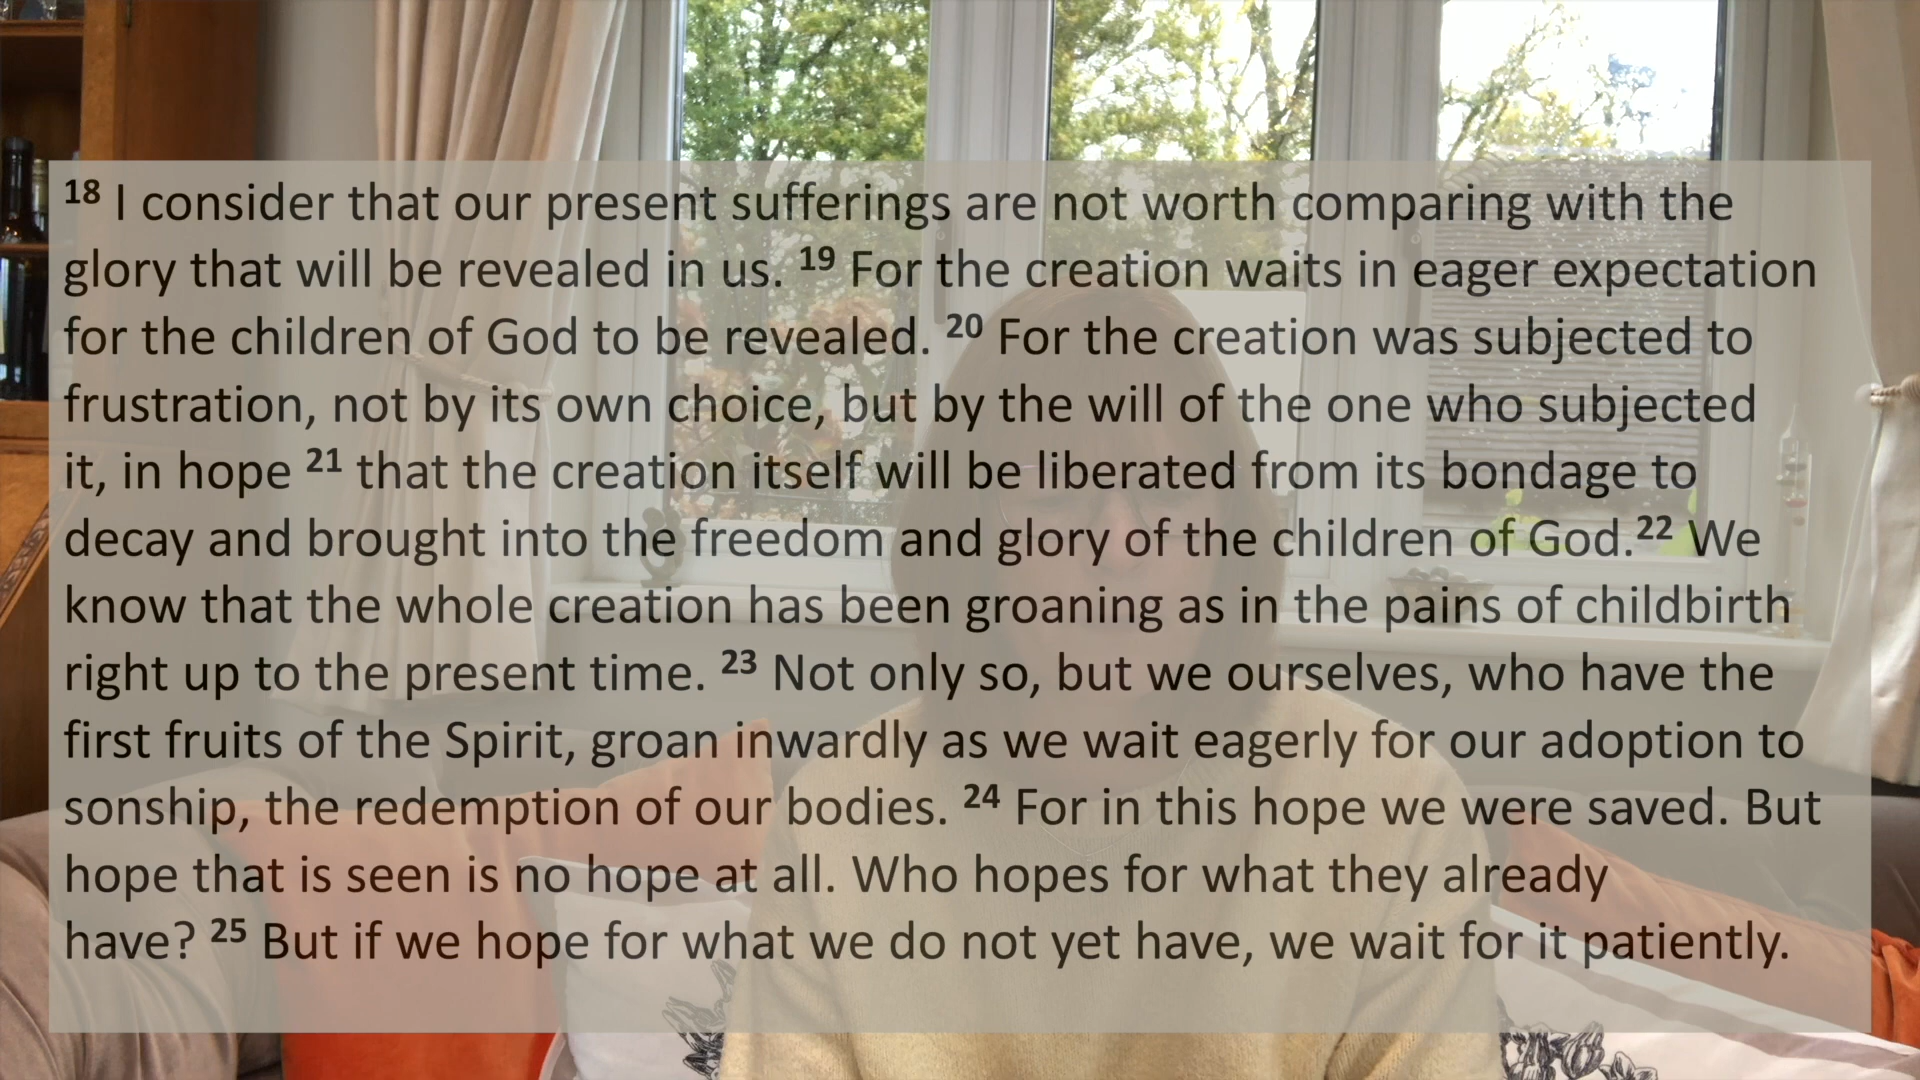 18 I consider that our present sufferings are not worth comparing with the
glory that will be revealed in us. 19 For the creation waits in eager expectation
for the children of God to be revealed. 20 For the creation was subjected to
frustration, not by its own choice, but by the will of the one who subjected
it, in hope 21 that the creation itself will be liberated from its bondage to
decay and brought into the freedom and glory of the children of God.22 We
know that the whole creation has been groaning as in the pains of childbirth
right up to the present time. 23 Not only so, but we ourselves, who have the
first fruits of the Spirit, groan inwardly as we wait eagerly for our adoption to
sonship, the redemption of our bodies. 24 For in this hope we were saved. But
hope that is seen is no hope at all. Who hopes for what they already
have? 25 But if we hope for what we do not yet have, we wait for it patiently.